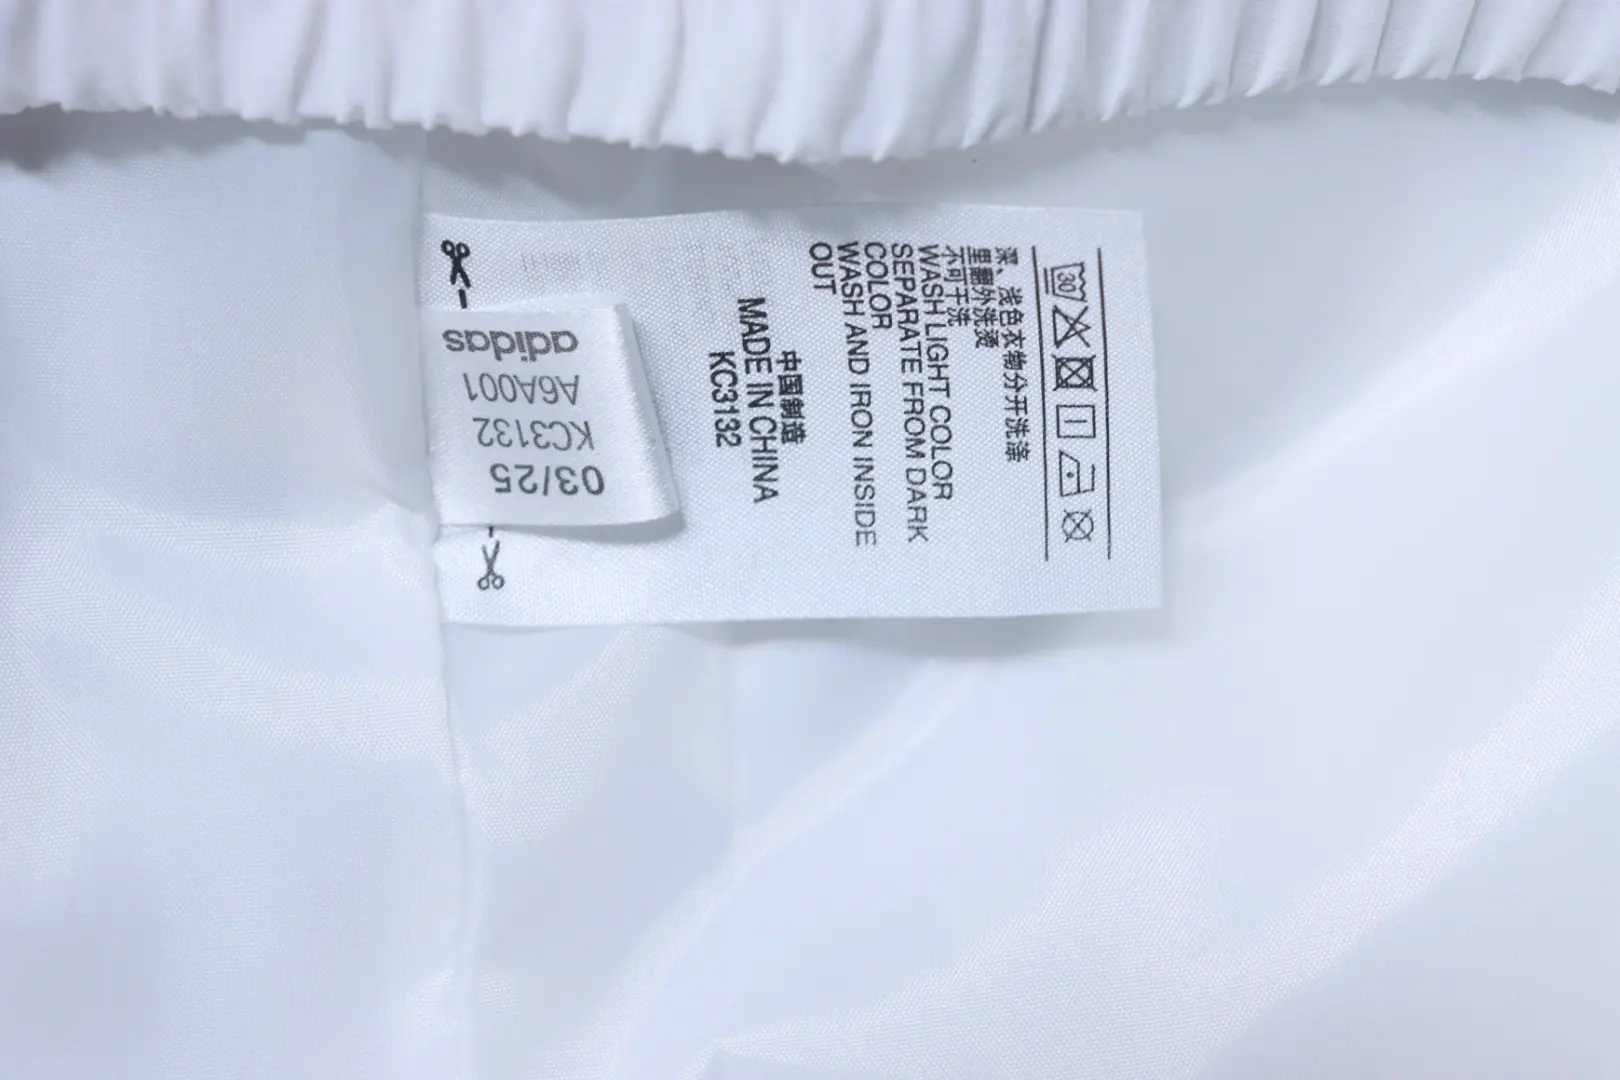 adidas
A6A001
KC3132
03/25
30
深、浅色衣物分开洗涤
里翻外洗烫
不可干洗
WASH LIGHT COLOR
SEPARATE FROM DARK
COLOR
WASH AND IRON INSIDE
OUT
中国制造
MADE IN CHINA
KC3132